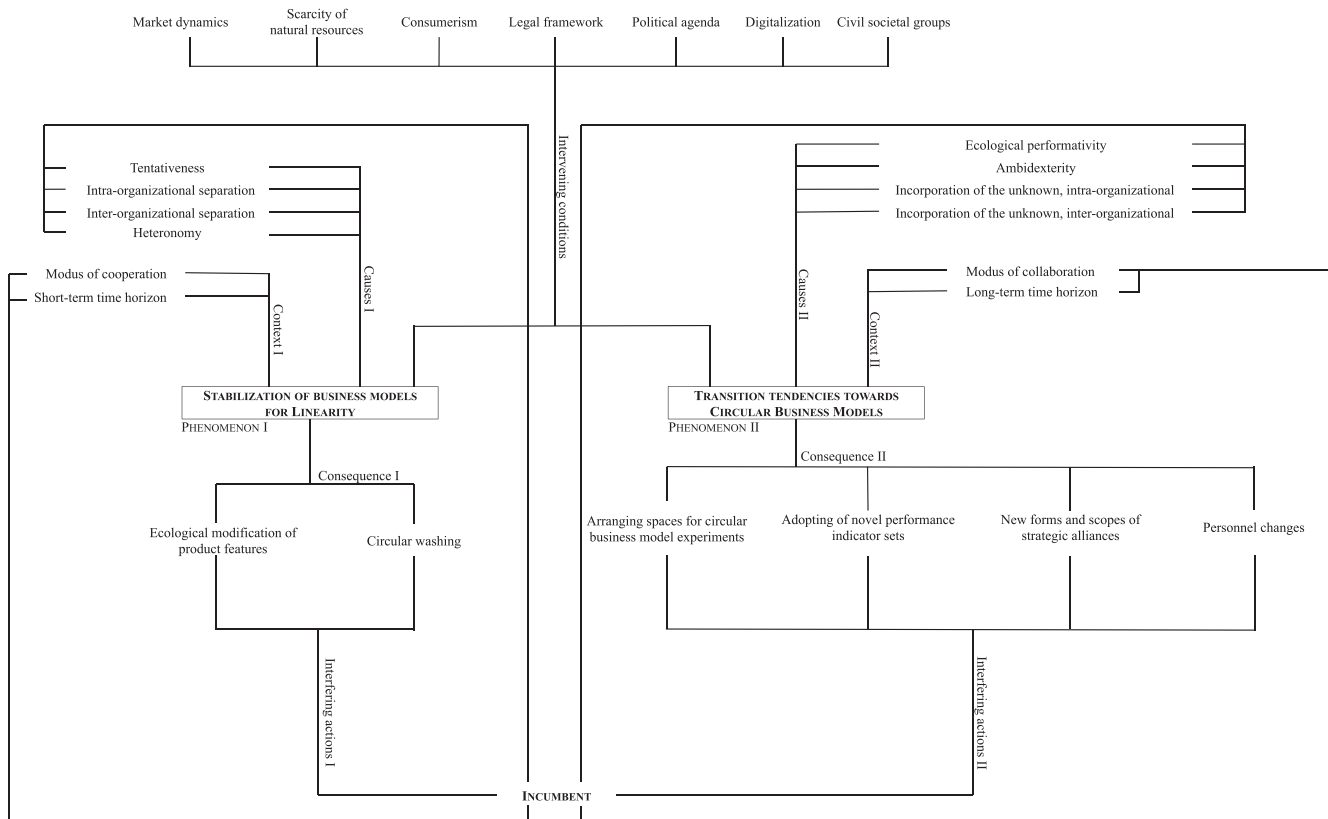 Market dynamics
Scarcity of
natural resources
Consumerism
Legal framework
Political agenda
Digitalization
Civil societal groups
Intervening conditions
Tentativeness
Intra-organizational separation
Inter-organizational separation
Heteronomy
Causes I
Modus of cooperation
Short-term time horizon
Context I
Ecological performativity
Ambidexterity
Incorporation of the unknown, intra-organizational
Incorporation of the unknown, inter-organizational
Causes II
Modus of collaboration
Long-term time horizon
Context II
STABILIZATION OF BUSINESS MODELS
FOR LINEARITY
PHENOMENON I
TRANSITION TENDENCIES TOWARDS
CIRCULAR BUSINESS MODELS
PHENOMENON II
Consequence I
Ecological modification of
product features
Circular washing
Interfering actions I
Consequence II
Arranging spaces for circular
business model experiments
Adopting of novel performance
indicator sets
New forms and scopes of
strategic alliances
Personnel changes
Interfering actions II
INCUMBENT